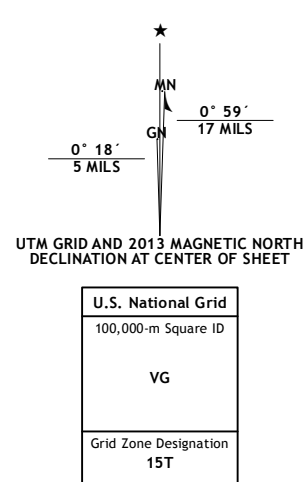 ★
MN
0° 59´
17 MILS
GN
0° 18´
5 MILS
UTM GRID AND 2013 MAGNETIC NORTH
DECLINATION AT CENTER OF SHEET
U.S. National Grid
100,000-m Square ID
VG
Grid Zone Designation
15T